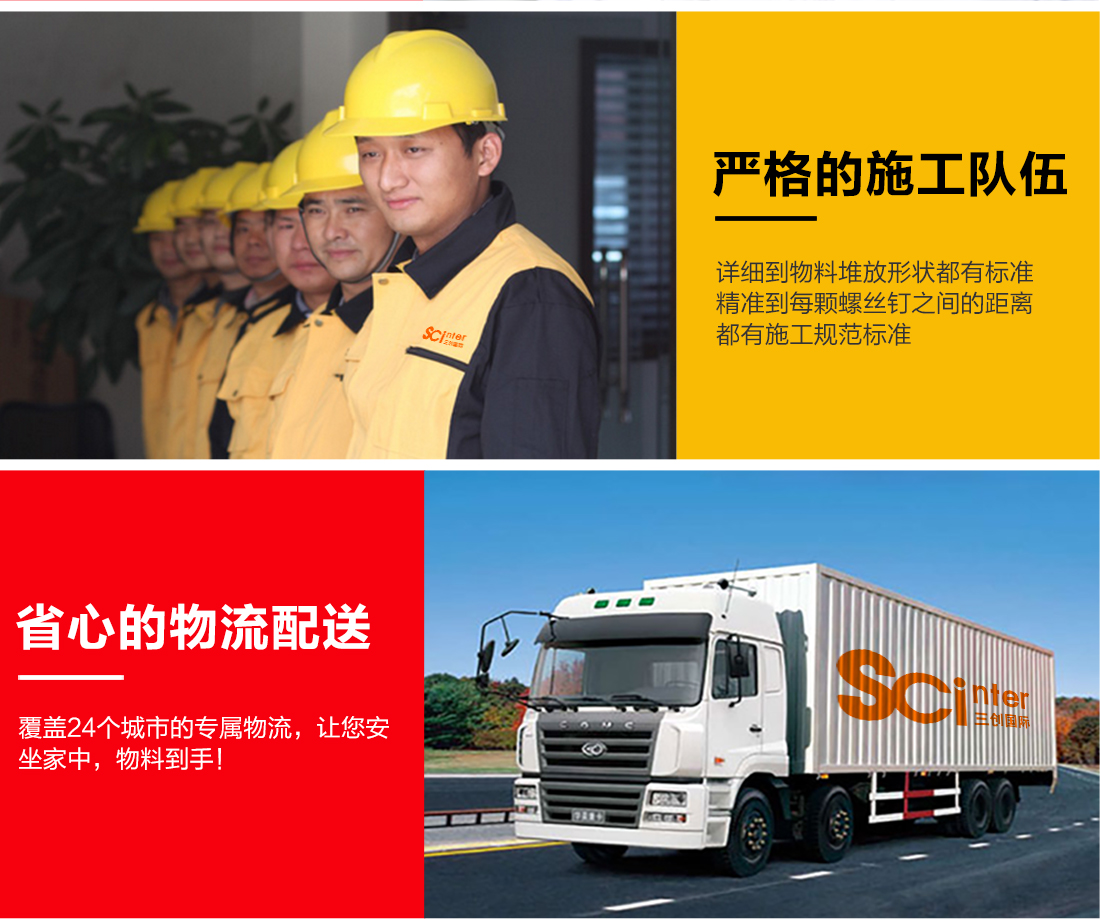 严格的施工队伍
详细到物料堆放形状都有标准
精准到每颗螺丝钉之间的距离
都有施工规范标准
SCinter
三创国际
省心的物流配送
覆盖24个城市的专属物流，让您安
坐家中，物料到手！
SCinter
三创国际